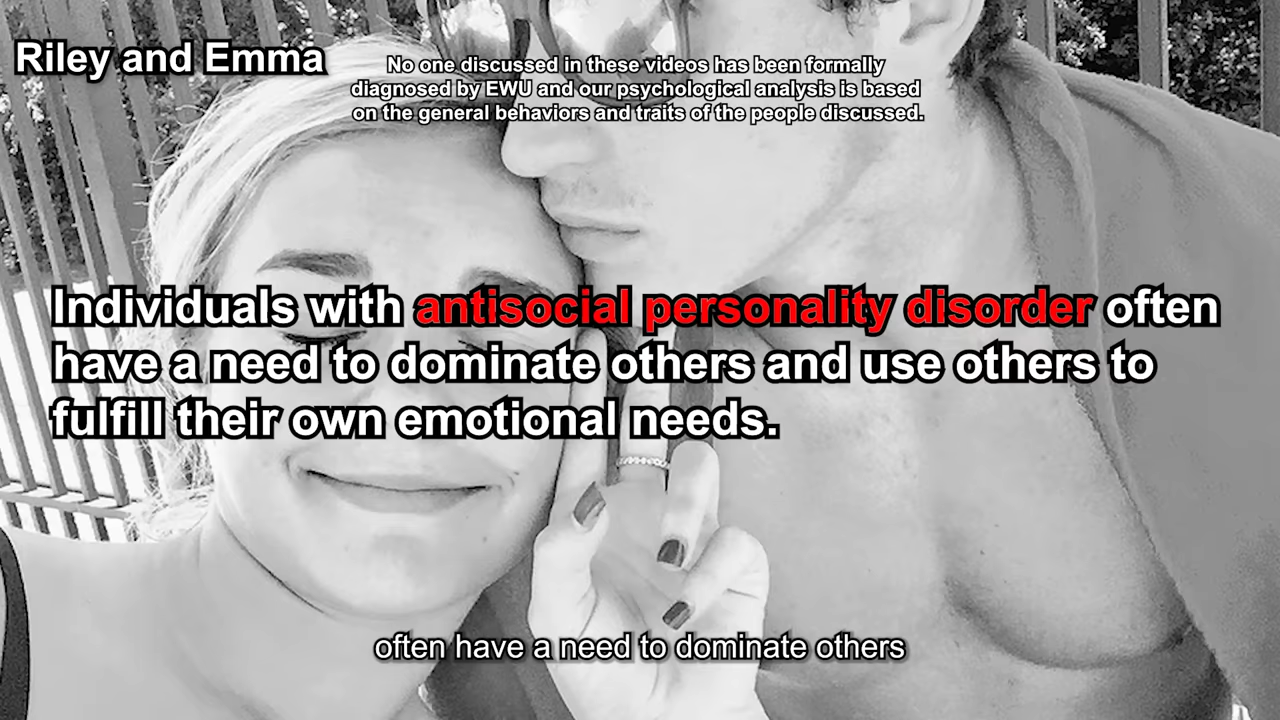 Riley and Emma
No one discussed in these videos has been formally
diagnosed by EWU and our psychological analysis is based
on the general behaviors and traits of the people discussed.
Individuals with antisocial personality disorder often
have a need to dominate others and use others to
fulfill their own emotional needs.
often have a need to dominate others